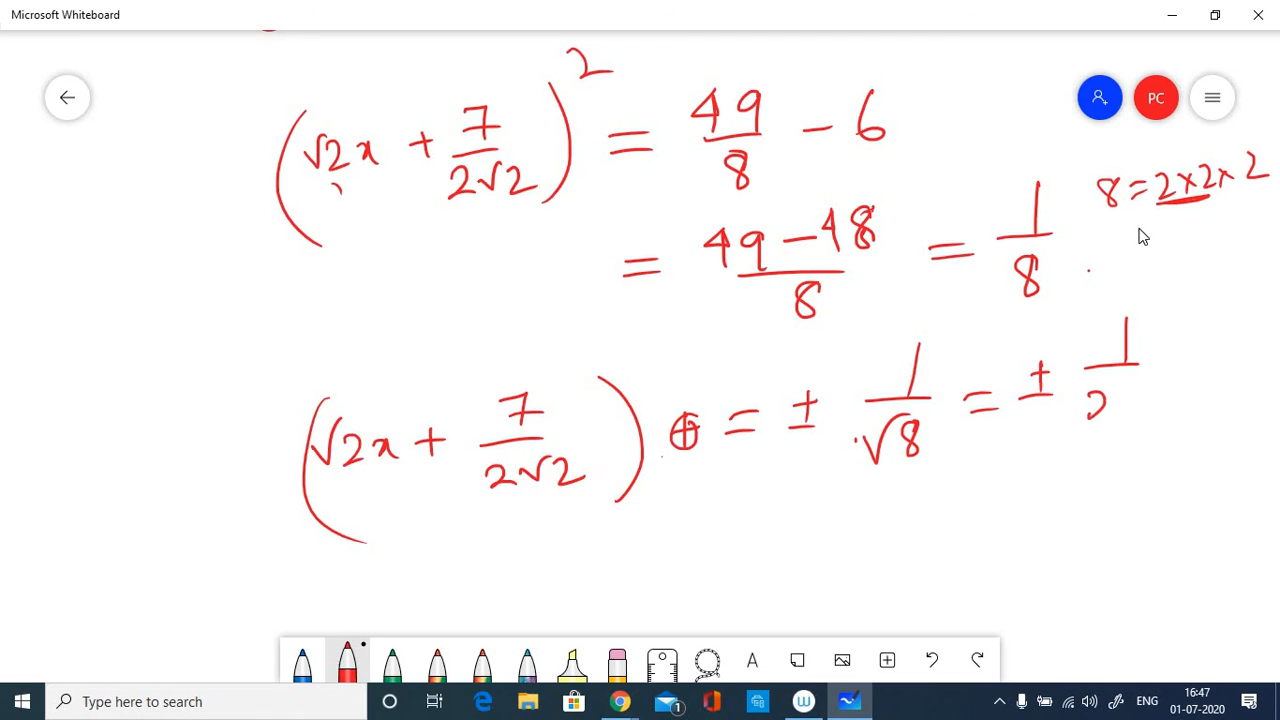 Microsoft Whiteboard
PC
(√2x + 7/2√2)² = 49/8 - 6
8 = 2×2×2
= 49 - 48/8 = 1/8
(√2x + 7/2√2) = ± 1/√8 = ± 1/
A
1
Type here to search
ENG
16:47
01-07-2020